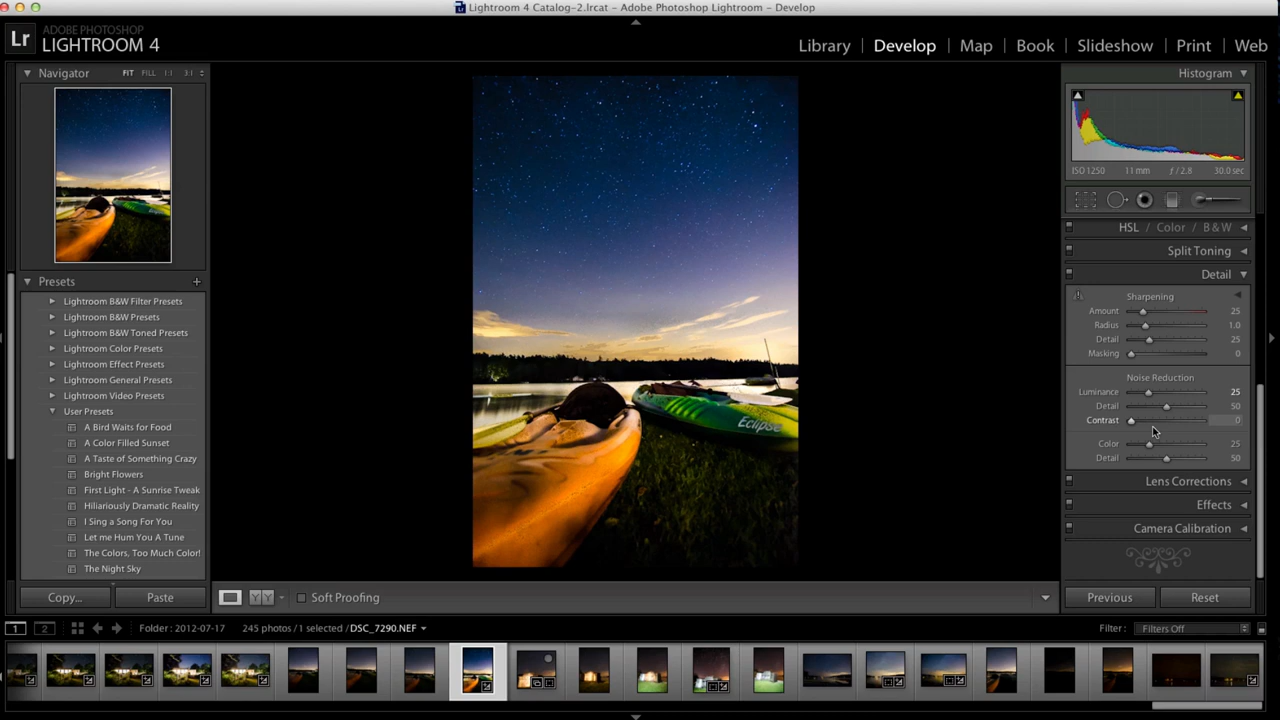 Lightroom 4 Catalog-2.lrcat – Adobe Photoshop Lightroom – Develop
Lr
ADOBE PHOTOSHOP
LIGHTROOM 4
Library | Develop | Map | Book | Slideshow | Print | Web
Navigator FIT FILL 1:1 3:1
Presets +
Lightroom B&W Filter Presets
Lightroom B&W Presets
Lightroom B&W Toned Presets
Lightroom Color Presets
Lightroom Effect Presets
Lightroom General Presets
Lightroom Video Presets
User Presets
A Bird Waits for Food
A Color Filled Sunset
A Taste of Something Crazy
Bright Flowers
First Light - A Sunrise Tweak
Hiliariously Dramatic Reality
I Sing a Song For You
Let me Hum You A Tune
The Colors, Too Much Color!
The Night Sky
Copy... Paste
Eclipse
YY Soft Proofing
Histogram
ISO 1250 11 mm f / 2.8 30.0 sec
HSL / Color / B&W
Split Toning
Detail
Sharpening
Amount 25
Radius 1.0
Detail 25
Masking 0
Noise Reduction
Luminance 25
Detail 50
Contrast 0
Color 25
Detail 50
Lens Corrections
Effects
Camera Calibration
Previous Reset
1 2 Folder : 2012-07-17 245 photos / 1 selected / DSC_7290.NEF Filter : Filters Off